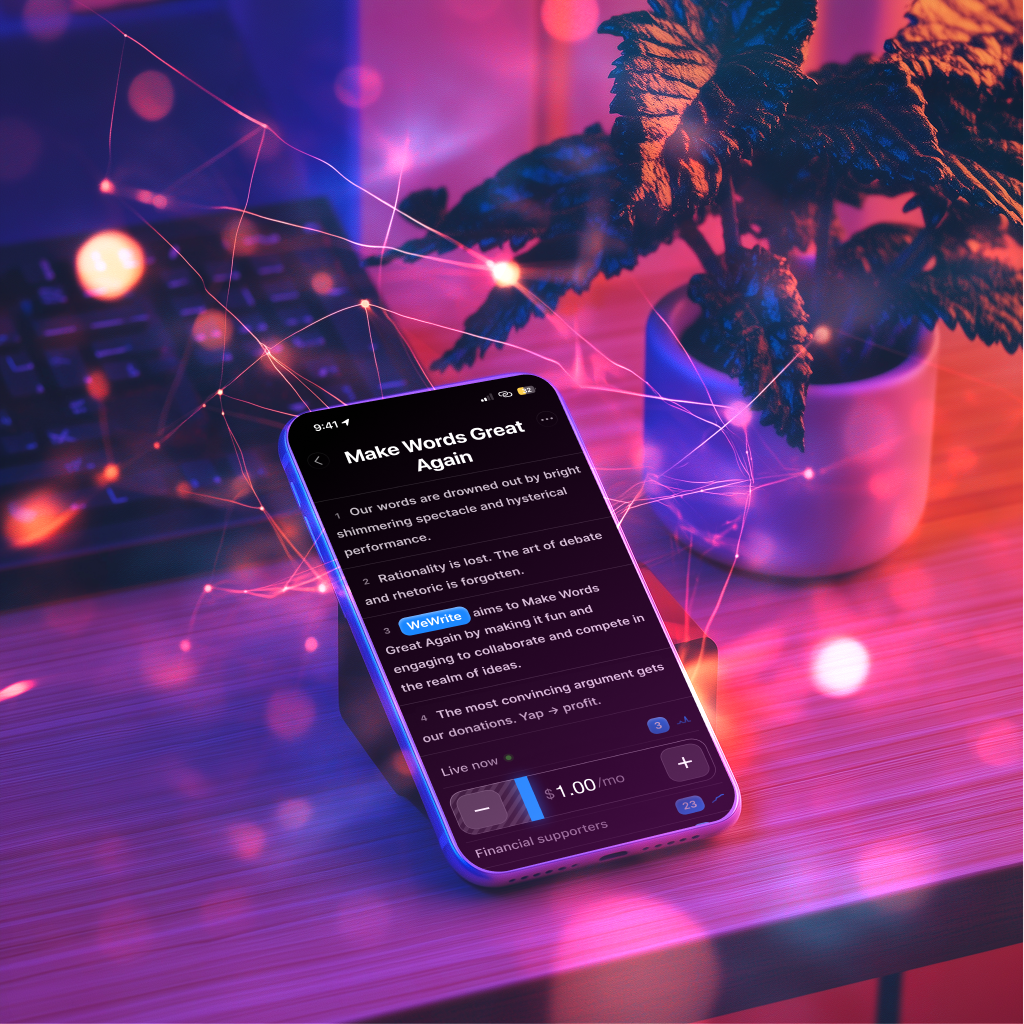 9:41
Make Words Great
Again
1 Our words are drowned out by bright
shimmering spectacle and hysterical
performance.
2 Rationality is lost. The art of debate
and rhetoric is forgotten.
3 WeWrite aims to Make Words
Great Again by making it fun and
engaging to collaborate and compete in
the realm of ideas.
4 The most convincing argument gets
our donations. Yap → profit.
Live now 3
− $1.00/mo +
Financial supporters 23